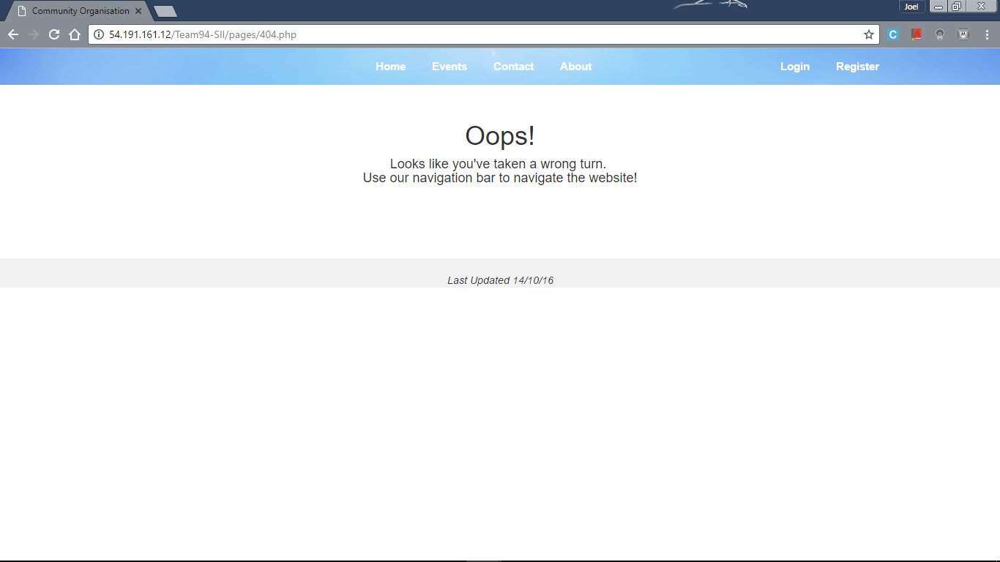 Community Organisation
Joel
54.191.161.12/Team94-SII/pages/404.php
Home Events Contact About Login Register
Oops!
Looks like you've taken a wrong turn.
Use our navigation bar to navigate the website!
Last Updated 14/10/16